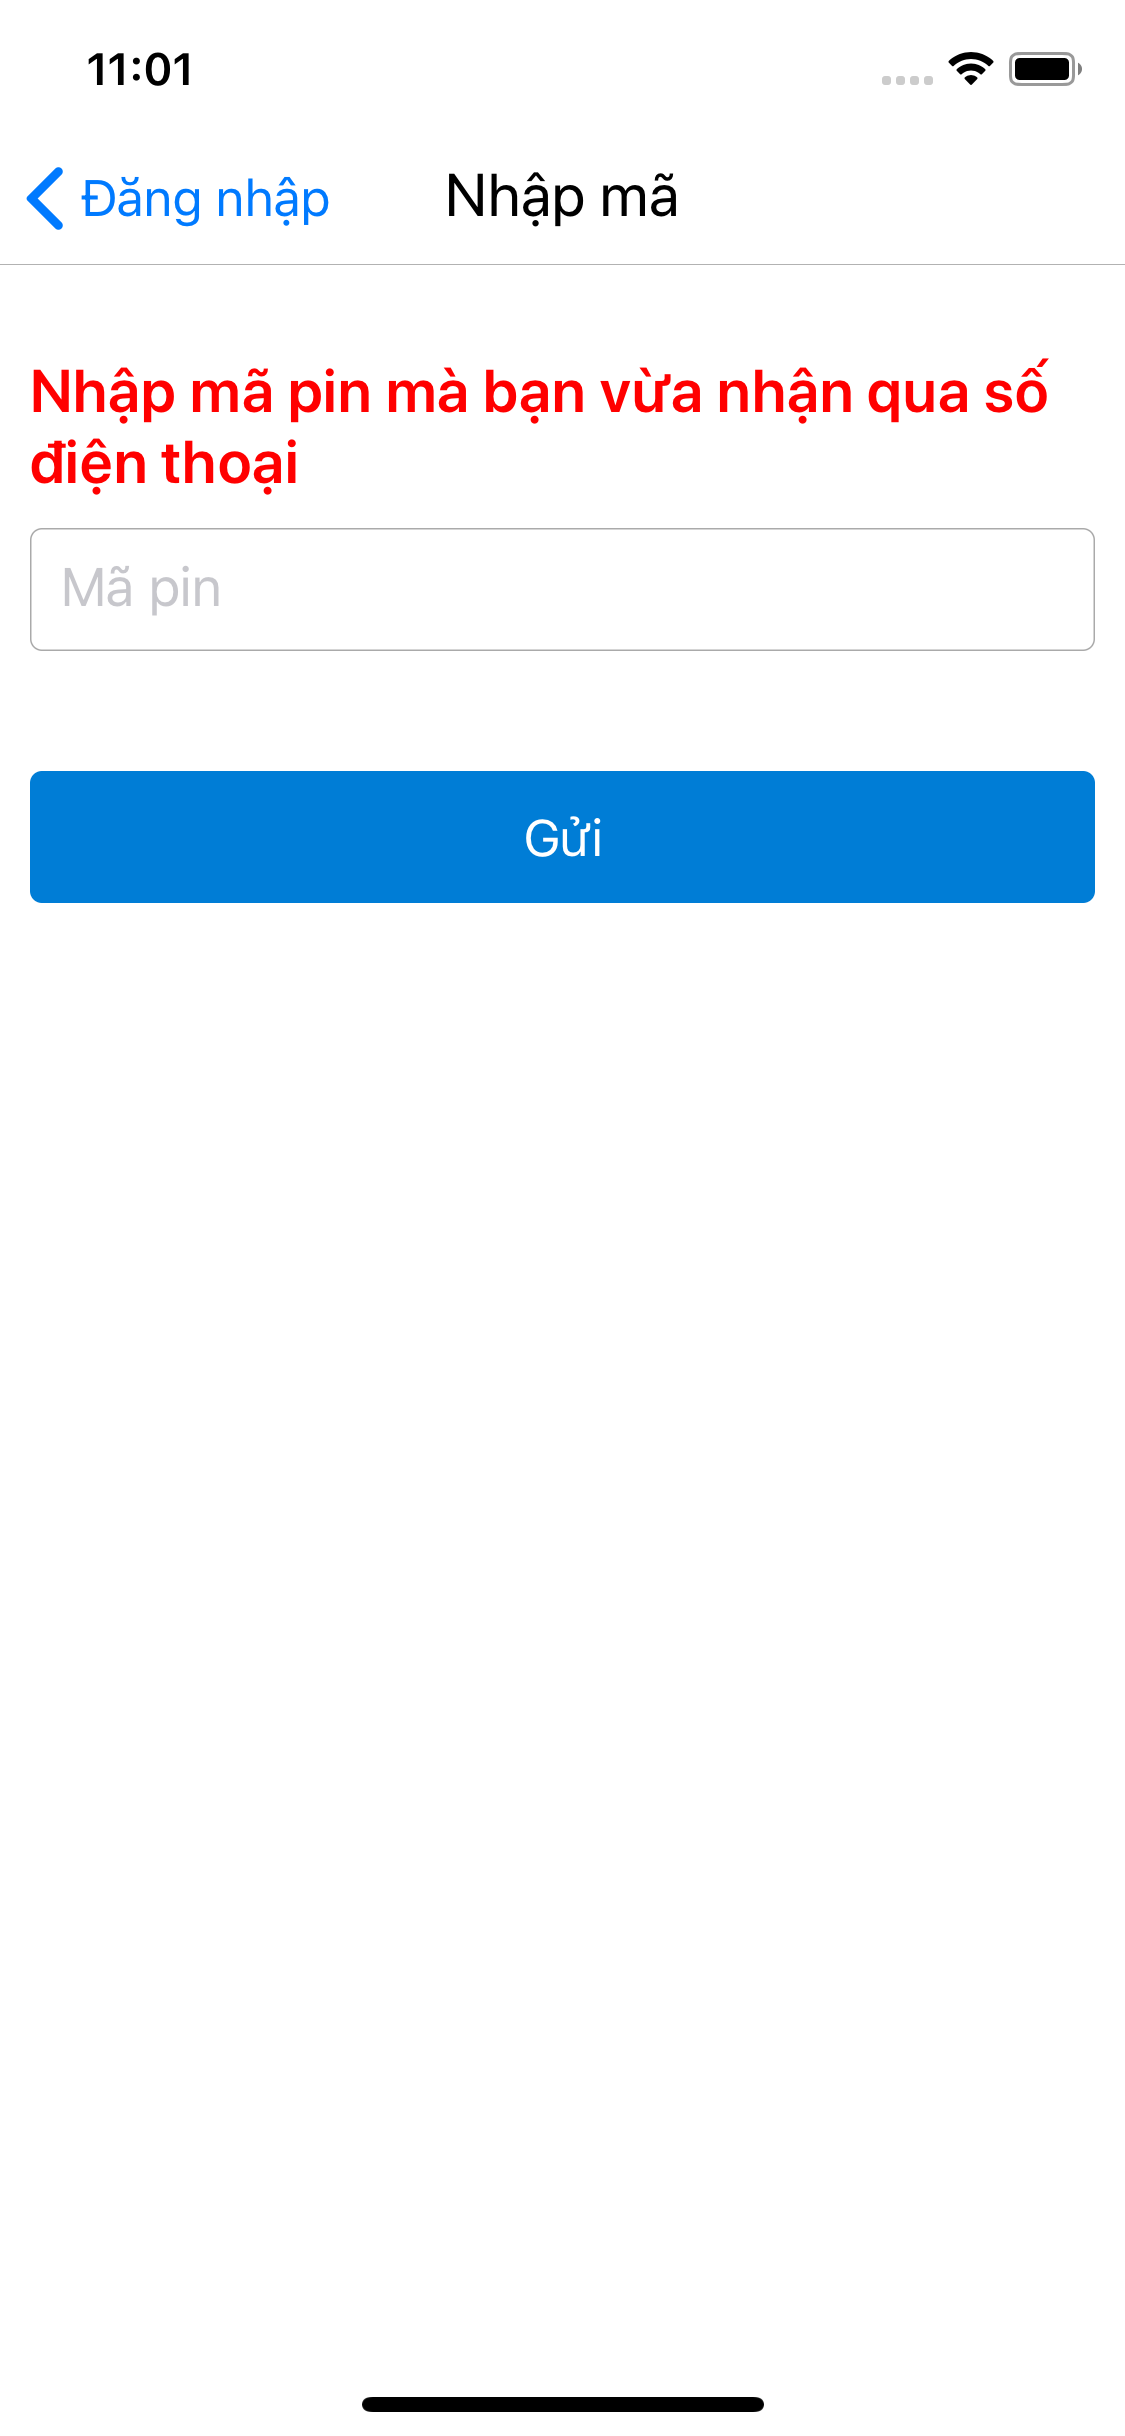 11:01
Đăng nhập
Nhập mã
Nhập mã pin mà bạn vừa nhận qua số
điện thoại
Mã pin
Gửi